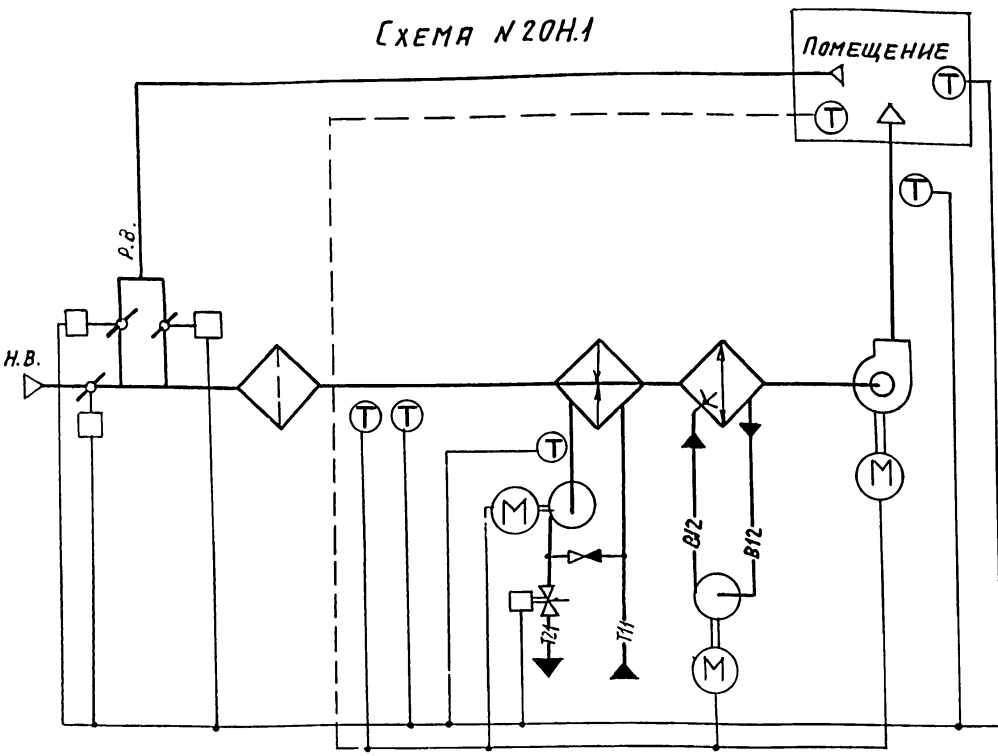 СХЕМА N 20Н.1
ПОМЕЩЕНИЕ
Т
Т
Т
Р.В.
Н.В.
Т
Т
Т
М
М
В12
В12
Т21
Т11
М